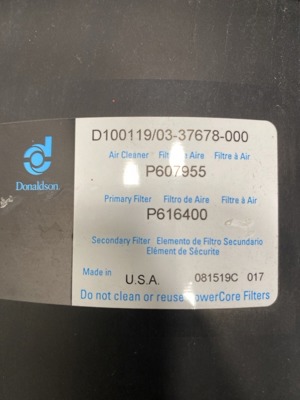 Donaldson.
D100119/03-37678-000
Air Cleaner Filtro de Aire Filtre à Air
P607955
Primary Filter Filtro de Aire Filtre à Air
P616400
Secondary Filter Elemento de Filtro Secundario
Elément de Sécurite
Made in U.S.A. 081519C 017
Do not clean or reuse PowerCore Filters